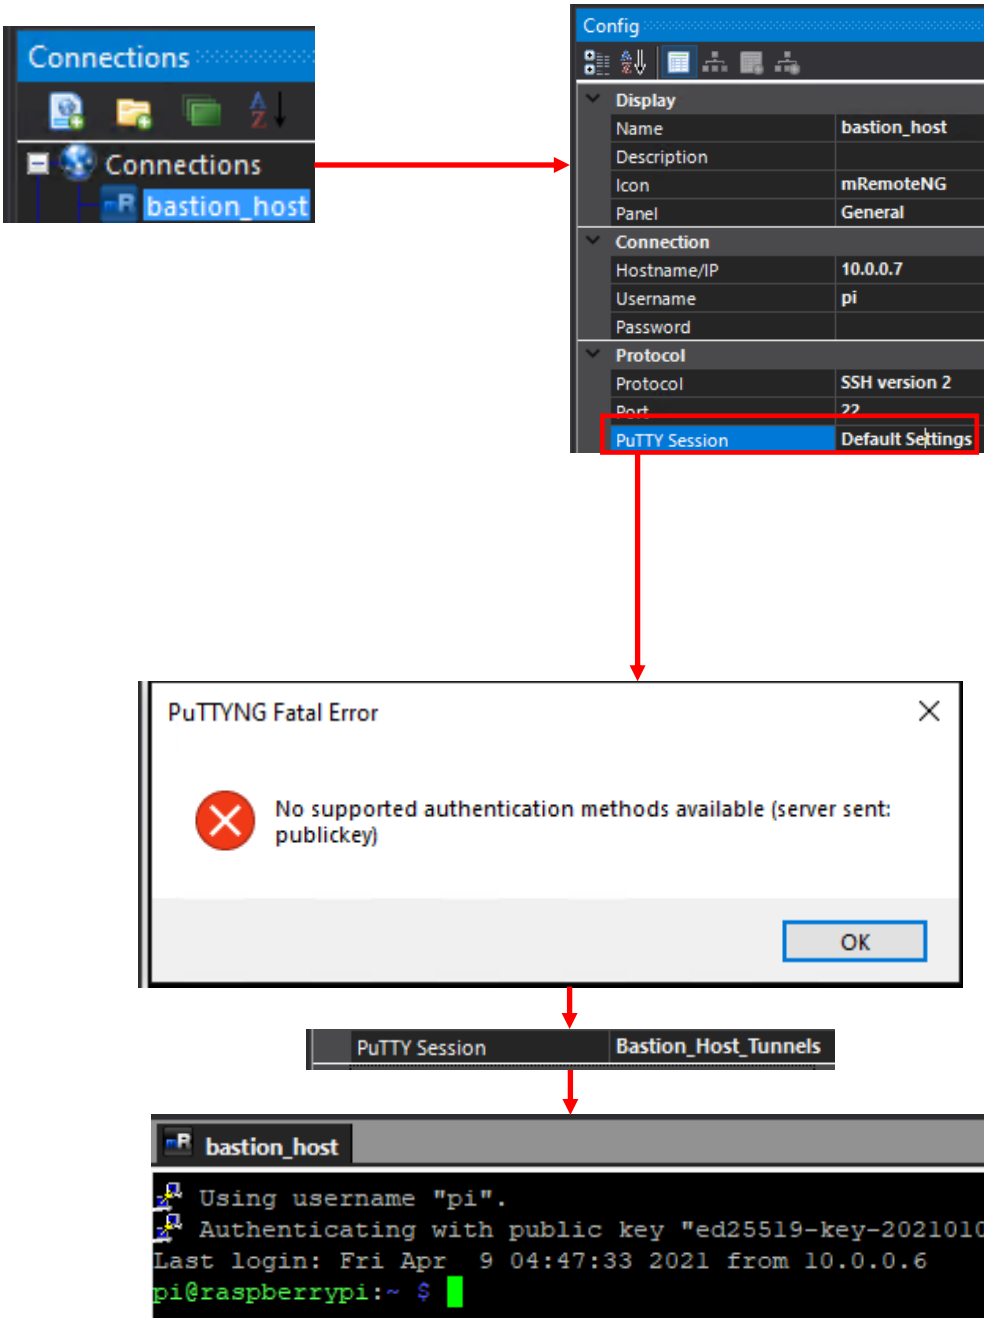 Connections
Connections
bastion_host
Config
Display
Name bastion_host
Description
Icon mRemoteNG
Panel General
Connection
Hostname/IP 10.0.0.7
Username pi
Password
Protocol
Protocol SSH version 2
Port 22
PuTTY Session Default Settings
PuTTYNG Fatal Error
No supported authentication methods available (server sent:
publickey)
OK
PuTTY Session Bastion_Host_Tunnels
bastion_host
Using username "pi".
Authenticating with public key "ed25519-key-2021010
Last login: Fri Apr  9 04:47:33 2021 from 10.0.0.6
pi@raspberrypi:~ $